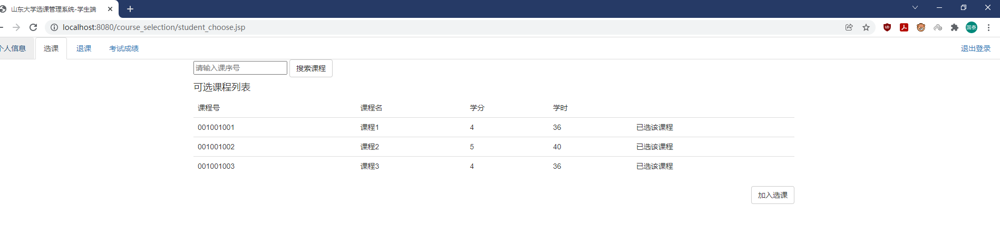 山东大学选课管理系统-学生端
localhost:8080/course_selection/student_choose.jsp
国泰
个人信息 选课 退课 考试成绩 退出登录
请输入课序号 搜索课程
可选课程列表
课程号 课程名 学分 学时
001001001 课程1 4 36 已选该课程
001001002 课程2 5 40 已选该课程
001001003 课程3 4 36 已选该课程
加入选课